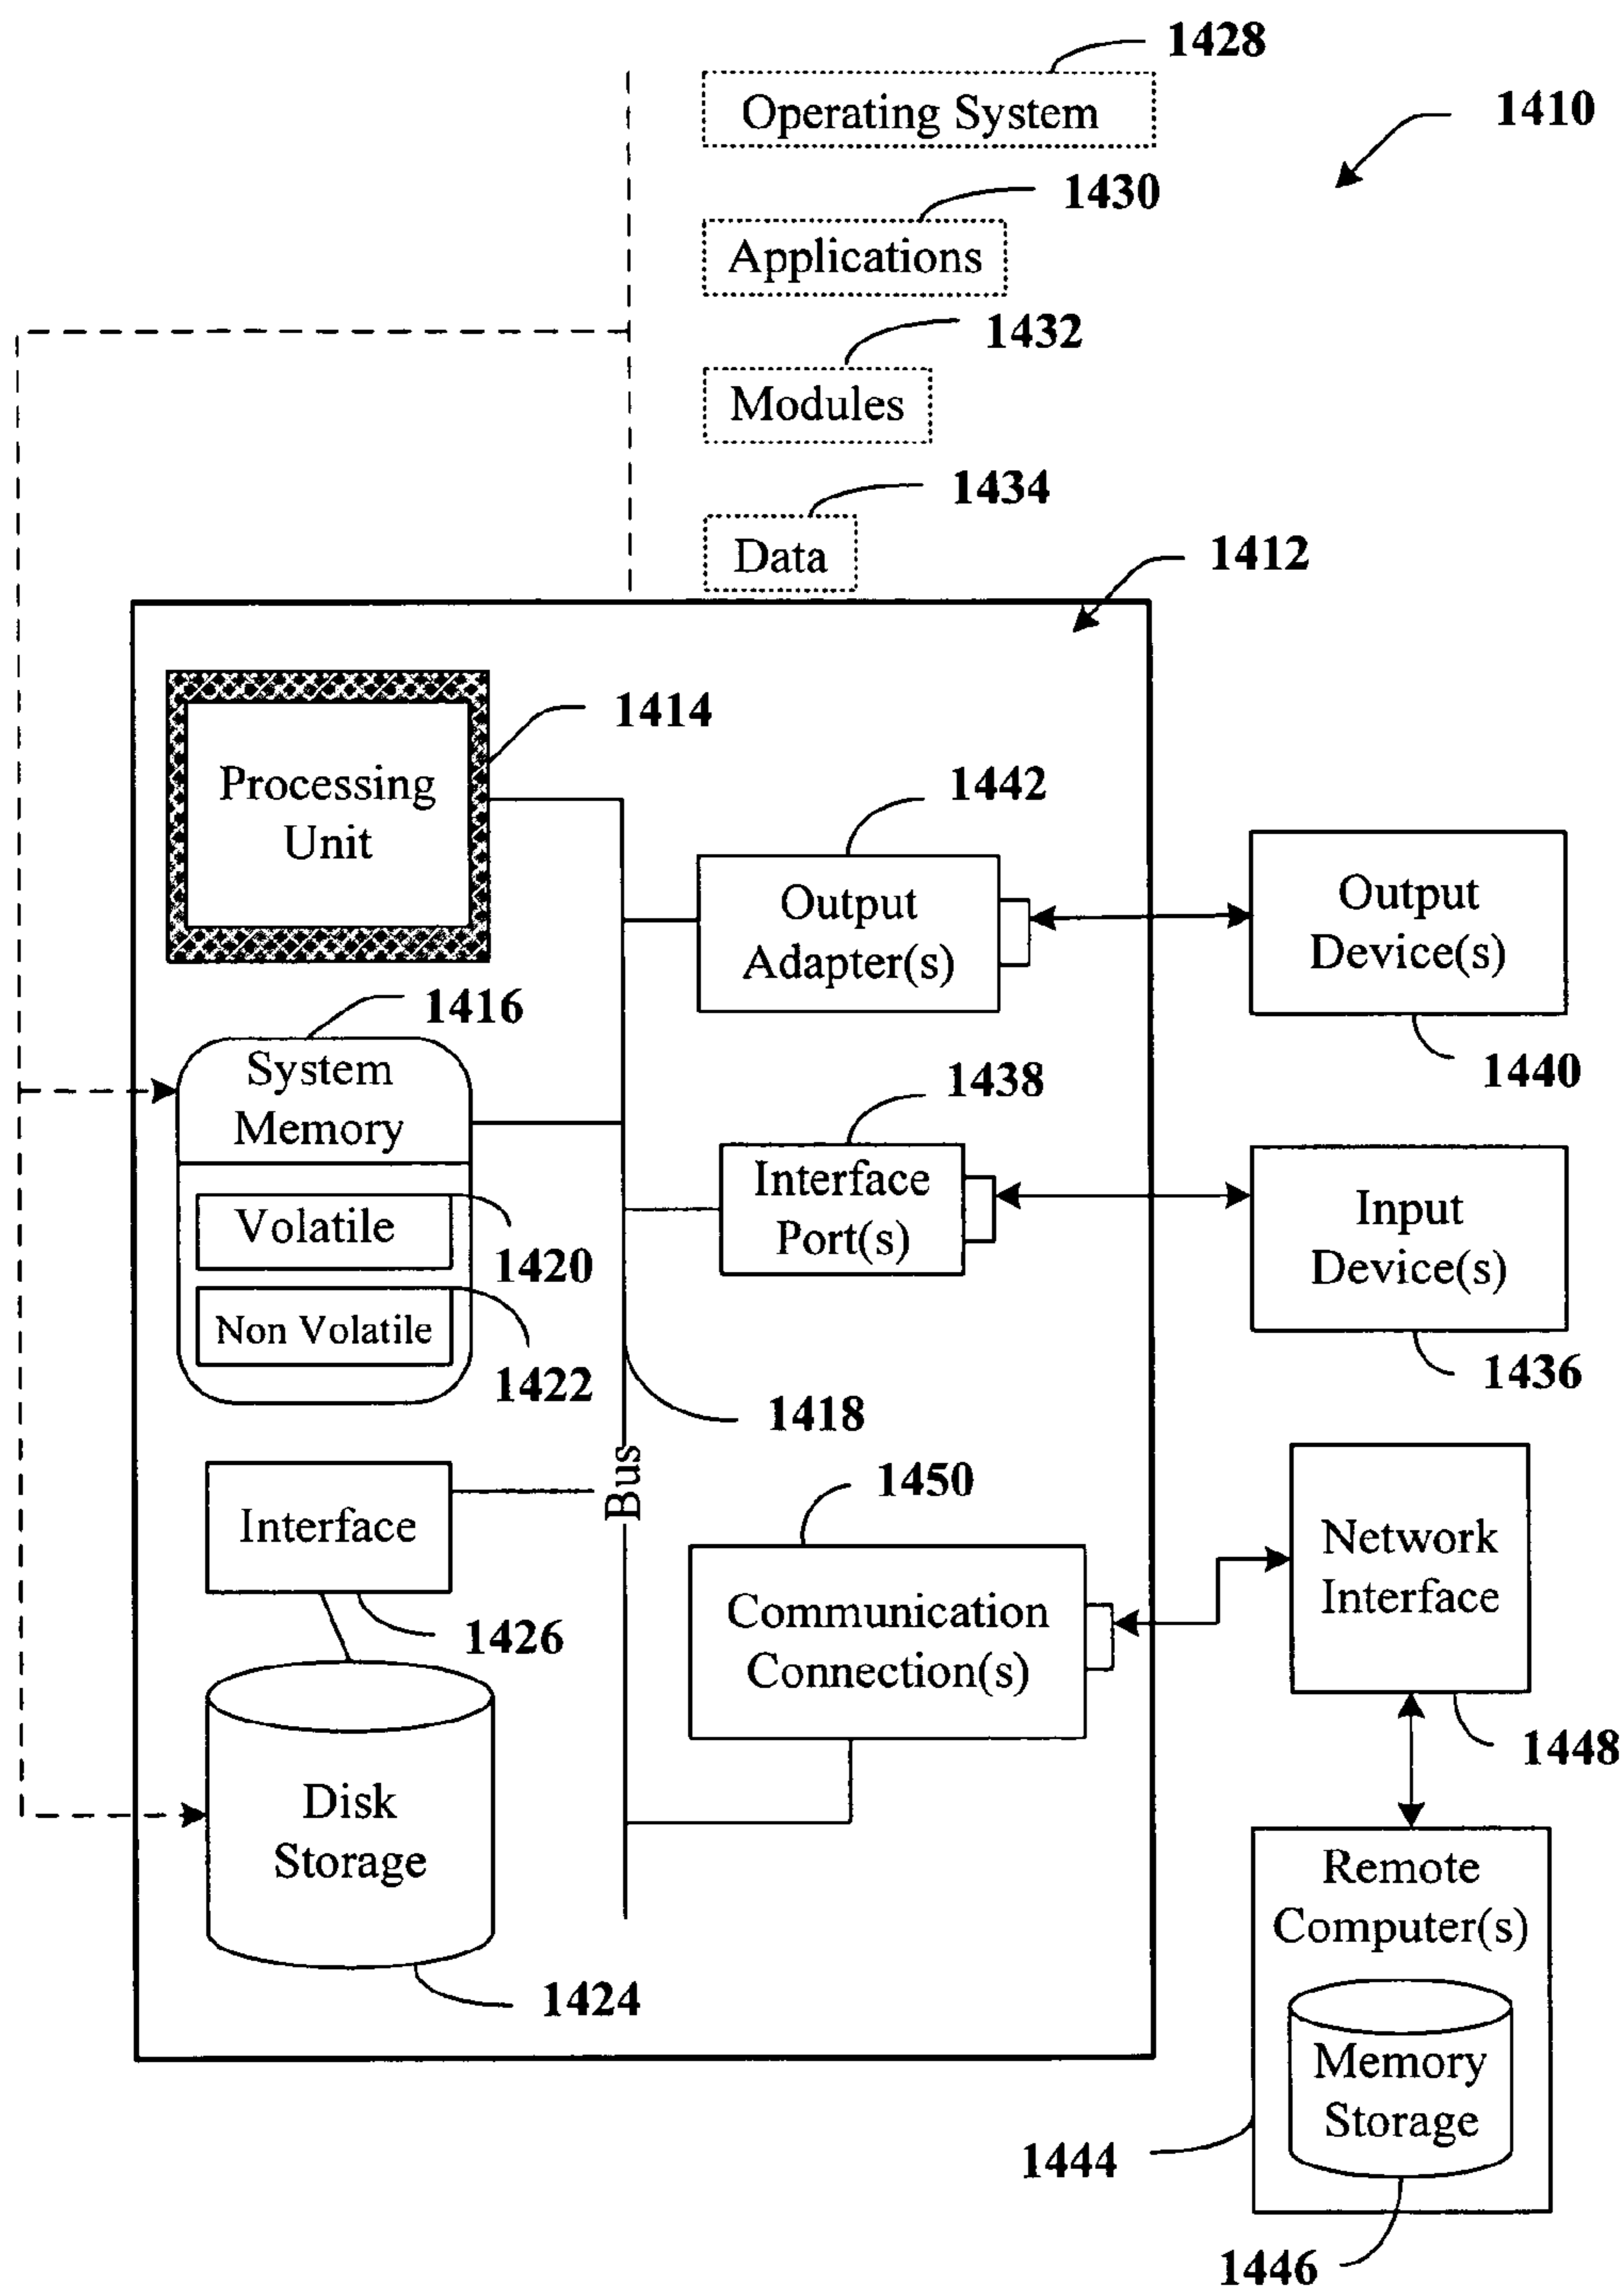 1428
Operating System
1410
1430
Applications
1432
Modules
1434
Data
1412
1414
Processing
Unit
1442
Output
Adapter(s)
Output
Device(s)
1440
1416
System
Memory
1438
Interface
Port(s)
Input
Device(s)
1436
Volatile
1420
Non Volatile
1422
1418
Bus
Interface
1426
1450
Communication
Connection(s)
Network
Interface
1448
Disk
Storage
1424
Remote
Computer(s)
Memory
Storage
1444
1446